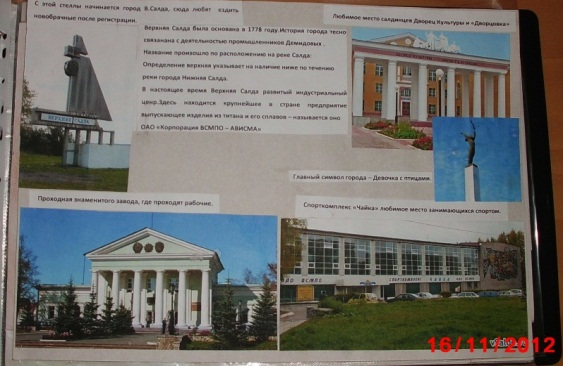 С этой стеллы начинается город В.Салда, сюда любят ездить
новобрачные после регистрации.
Любимое место салдинцев Дворец Культуры и «Дворцовка»
Верхняя Салда была основана в 1778 году.История города тесно
связанана с деятельностью промышленников Демидовых .
Название произошло по расположению на реке Салда:
Определение верхняя указывает на наличие ниже по течению
реки города Нижняя Салда.
В настоящее время Верхняя Салда развитый индустриальный
центр.Здесь находится крупнейшее в стране предприятие
выпускающее изделия из титана и его сплавов – называется оно
ОАО «Корпорация ВСМПО – АВИСМА»
ВЕРХНЯЯ САЛДА
Главный символ города – Девочка с птицами.
Проходная знаменитого завода, где проходят рабочие.
Спорткомплекс «Чайка» любимое место занимающихся спортом.
16/11/2012